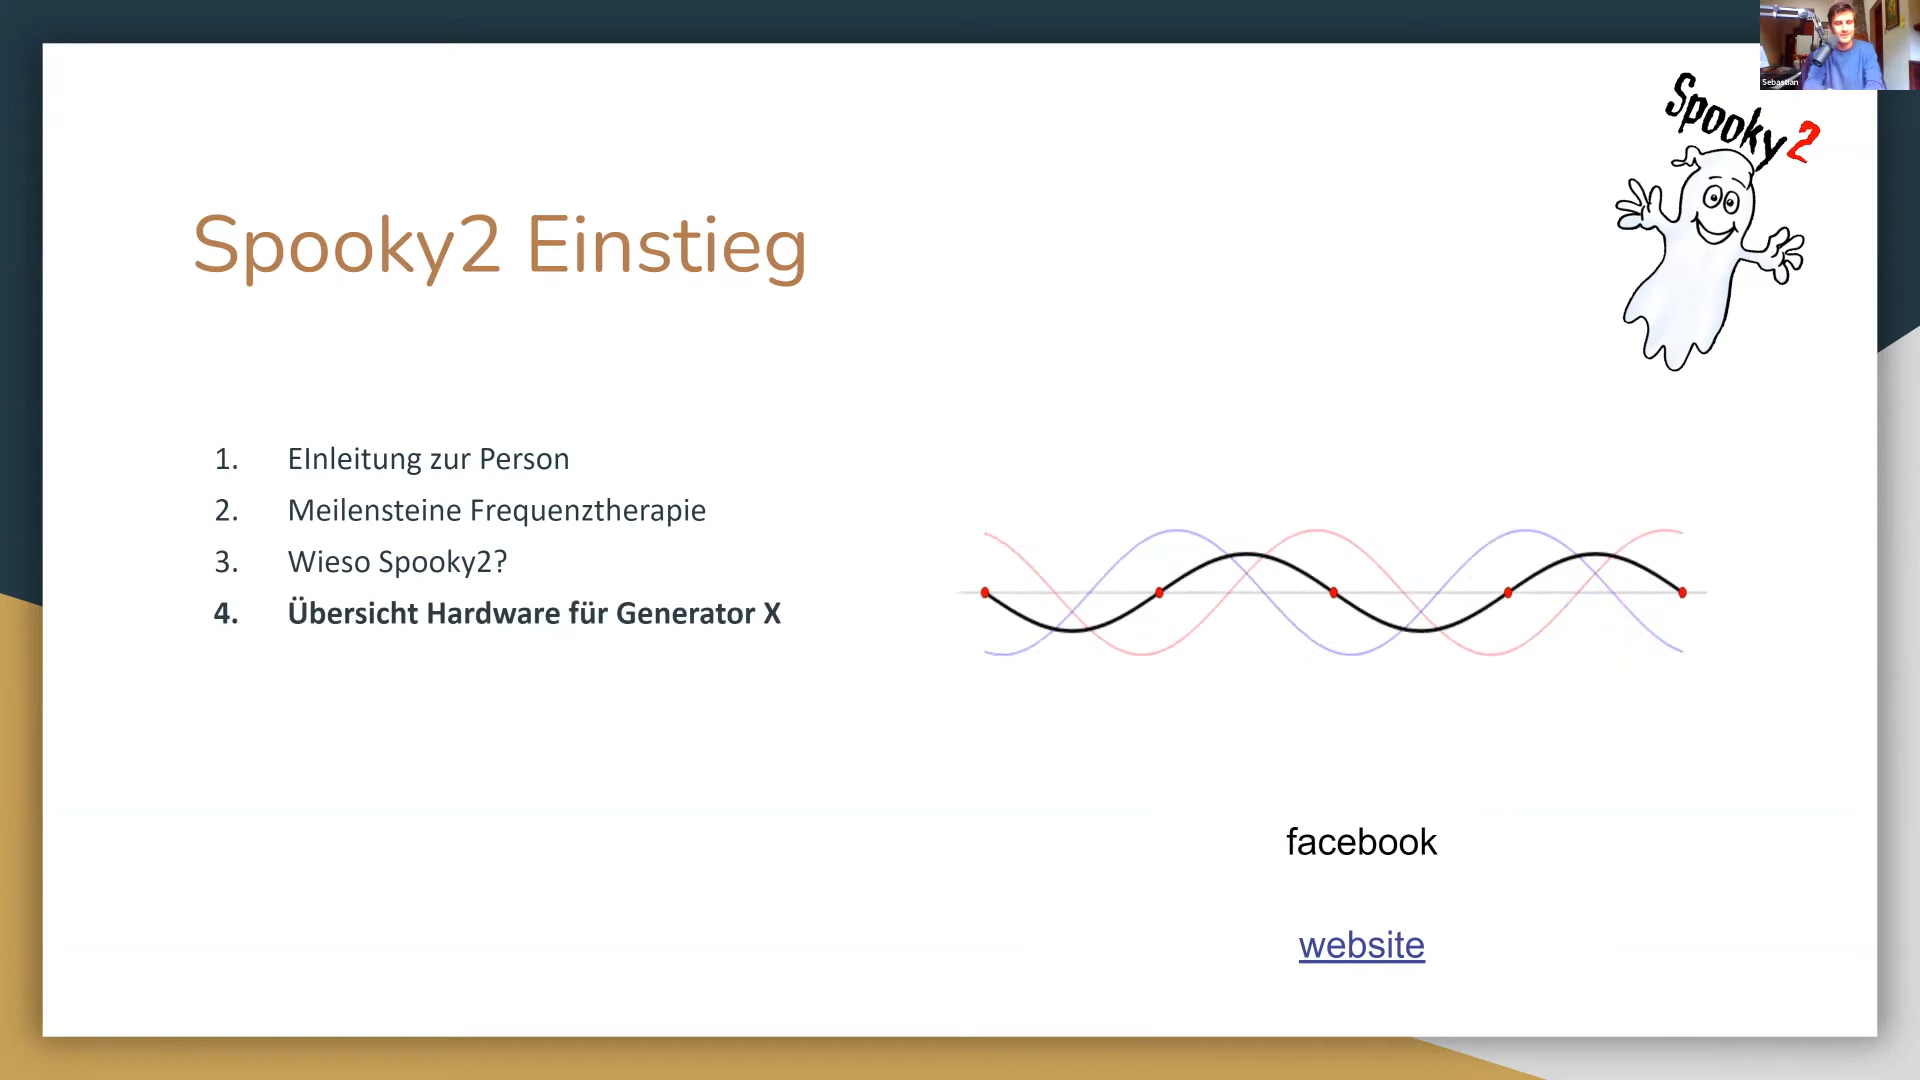 Sebastian
Spooky2
Spooky2 Einstieg
1. EInleitung zur Person
2. Meilensteine Frequenztherapie
3. Wieso Spooky2?
4. Übersicht Hardware für Generator X
facebook
website